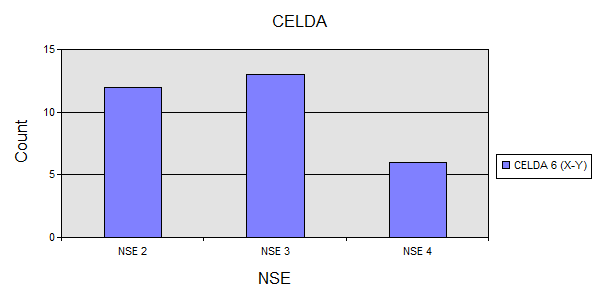 CELDA
15
10
5
0
Count
NSE 2
NSE 3
NSE 4
NSE
CELDA 6 (X-Y)